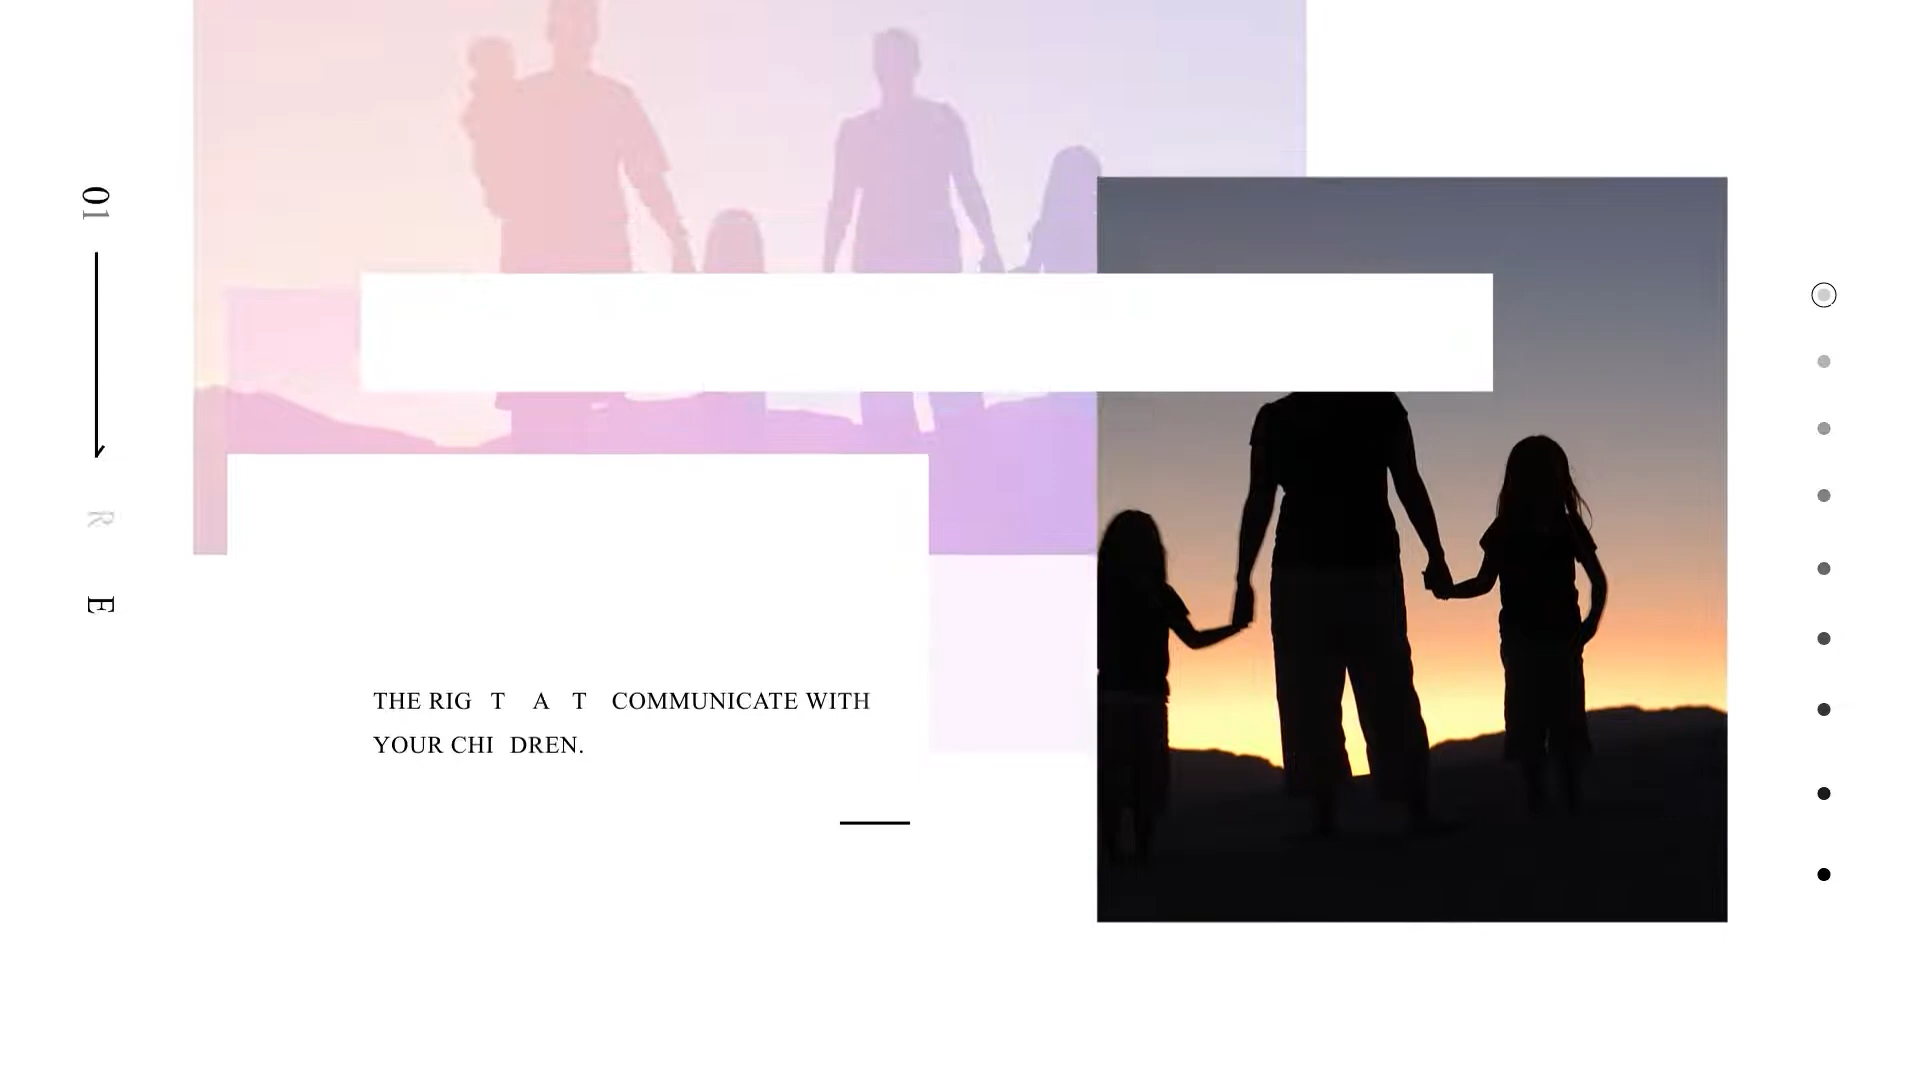 01
R E
THE RIG T A T COMMUNICATE WITH
YOUR CHI DREN.